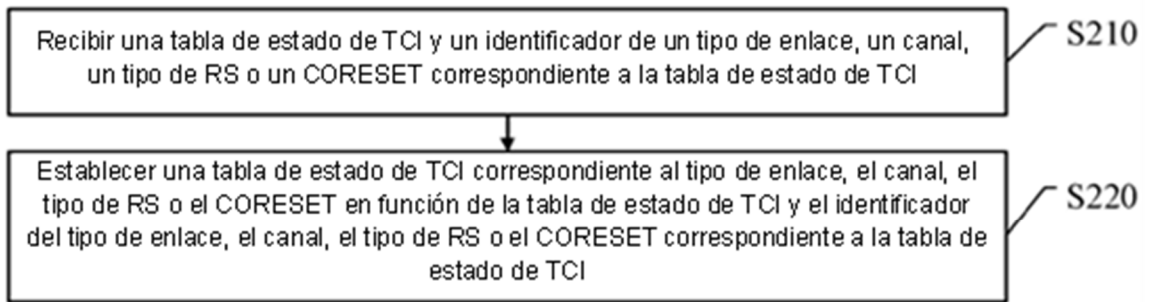 Recibir una tabla de estado de TCI y un identificador de un tipo de enlace, un canal,
un tipo de RS o un CORESET correspondiente a la tabla de estado de TCI
S210
Establecer una tabla de estado de TCI correspondiente al tipo de enlace, el canal, el
tipo de RS o el CORESET en función de la tabla de estado de TCI y el identificador
del tipo de enlace, el canal, el tipo de RS o el CORESET correspondiente a la tabla de
estado de TCI
S220